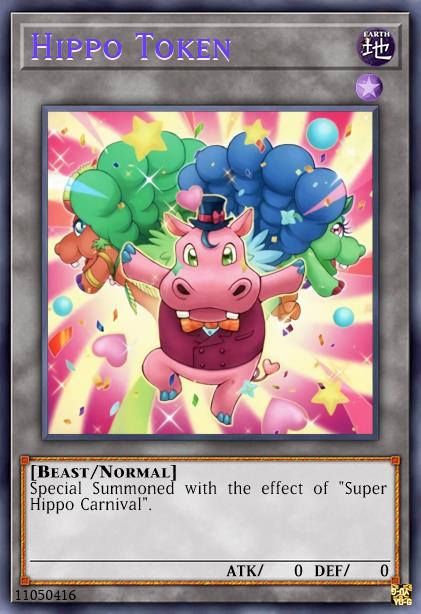 Hippo Token
EARTH
地
[Beast/Normal]
Special Summoned with the effect of "Super
Hippo Carnival".
ATK/ 0 DEF/ 0
11050416